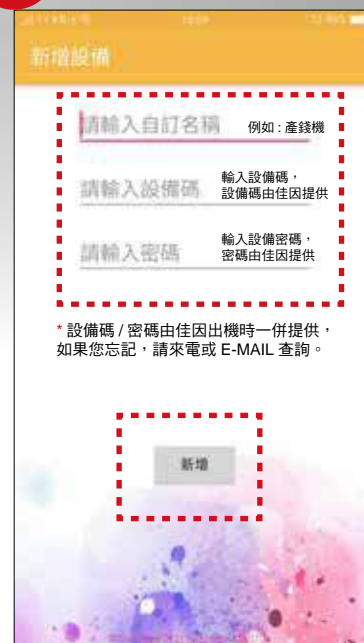 新增設備
請輸入自訂名稱 例如 : 產錢機
請輸入設備碼 輸入設備碼，
設備碼由佳因提供
請輸入密碼 輸入設備密碼，
密碼由佳因提供
* 設備碼 / 密碼由佳因出機時一併提供，
如果您忘記，請來電或 E-MAIL 查詢。
新增